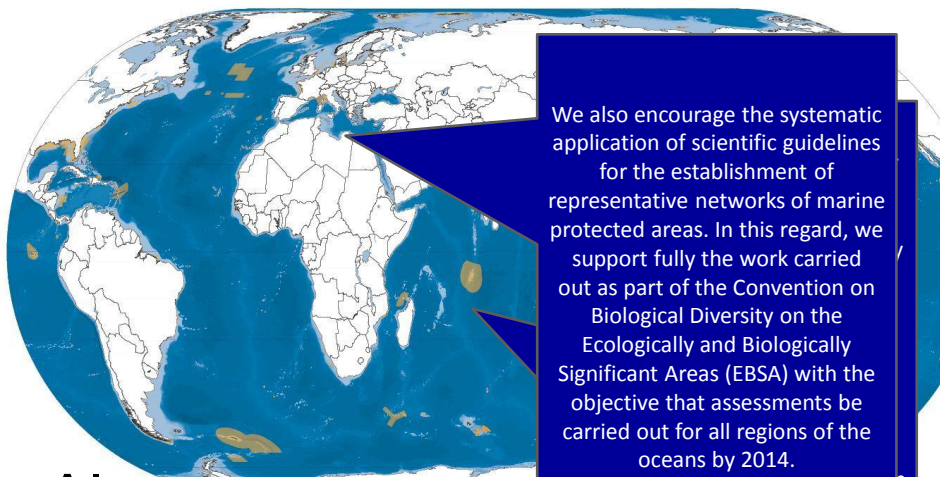 We also encourage the systematic
application of scientific guidelines
for the establishment of
representative networks of marine
protected areas. In this regard, we
support fully the work carried
out as part of the Convention on
Biological Diversity on the
Ecologically and Biologically
Significant Areas (EBSA) with the
objective that assessments be
carried out for all regions of the
oceans by 2014.